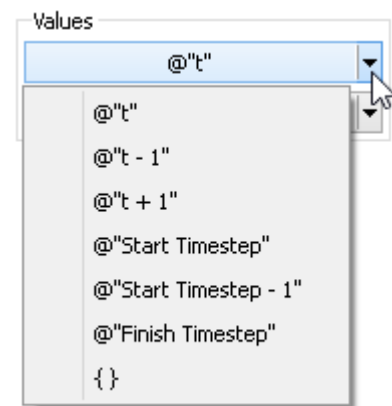 Values
@"t"
@"t"
@"t - 1"
@"t + 1"
@"Start Timestep"
@"Start Timestep - 1"
@"Finish Timestep"
{ }